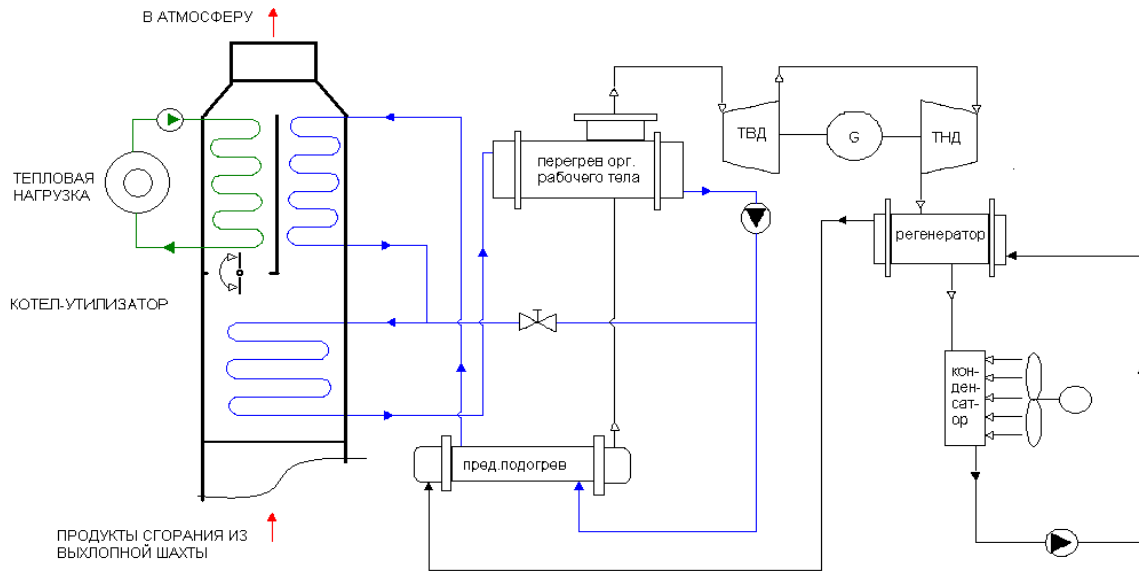 В АТМОСФЕРУ
ТЕПЛОВАЯ
НАГРУЗКА
КОТЕЛ-УТИЛИЗАТОР
ПРОДУКТЫ СГОРАНИЯ ИЗ
ВЫХЛОПНОЙ ШАХТЫ
перегрев орг.
рабочего тела
пред.подогрев
ТВД
G
ТНД
регенератор
кон-
ден-
сат-
ор